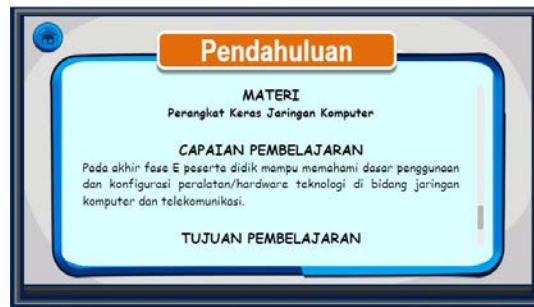 Pendahuluan
MATERI
Perangkat Keras Jaringan Komputer
CAPAIAN PEMBELAJARAN
Pada akhir fase E peserta didik mampu memahami dasar penggunaan
dan konfigurasi peralatan/hardware teknologi di bidang jaringan
komputer dan telekomunikasi.
TUJUAN PEMBELAJARAN